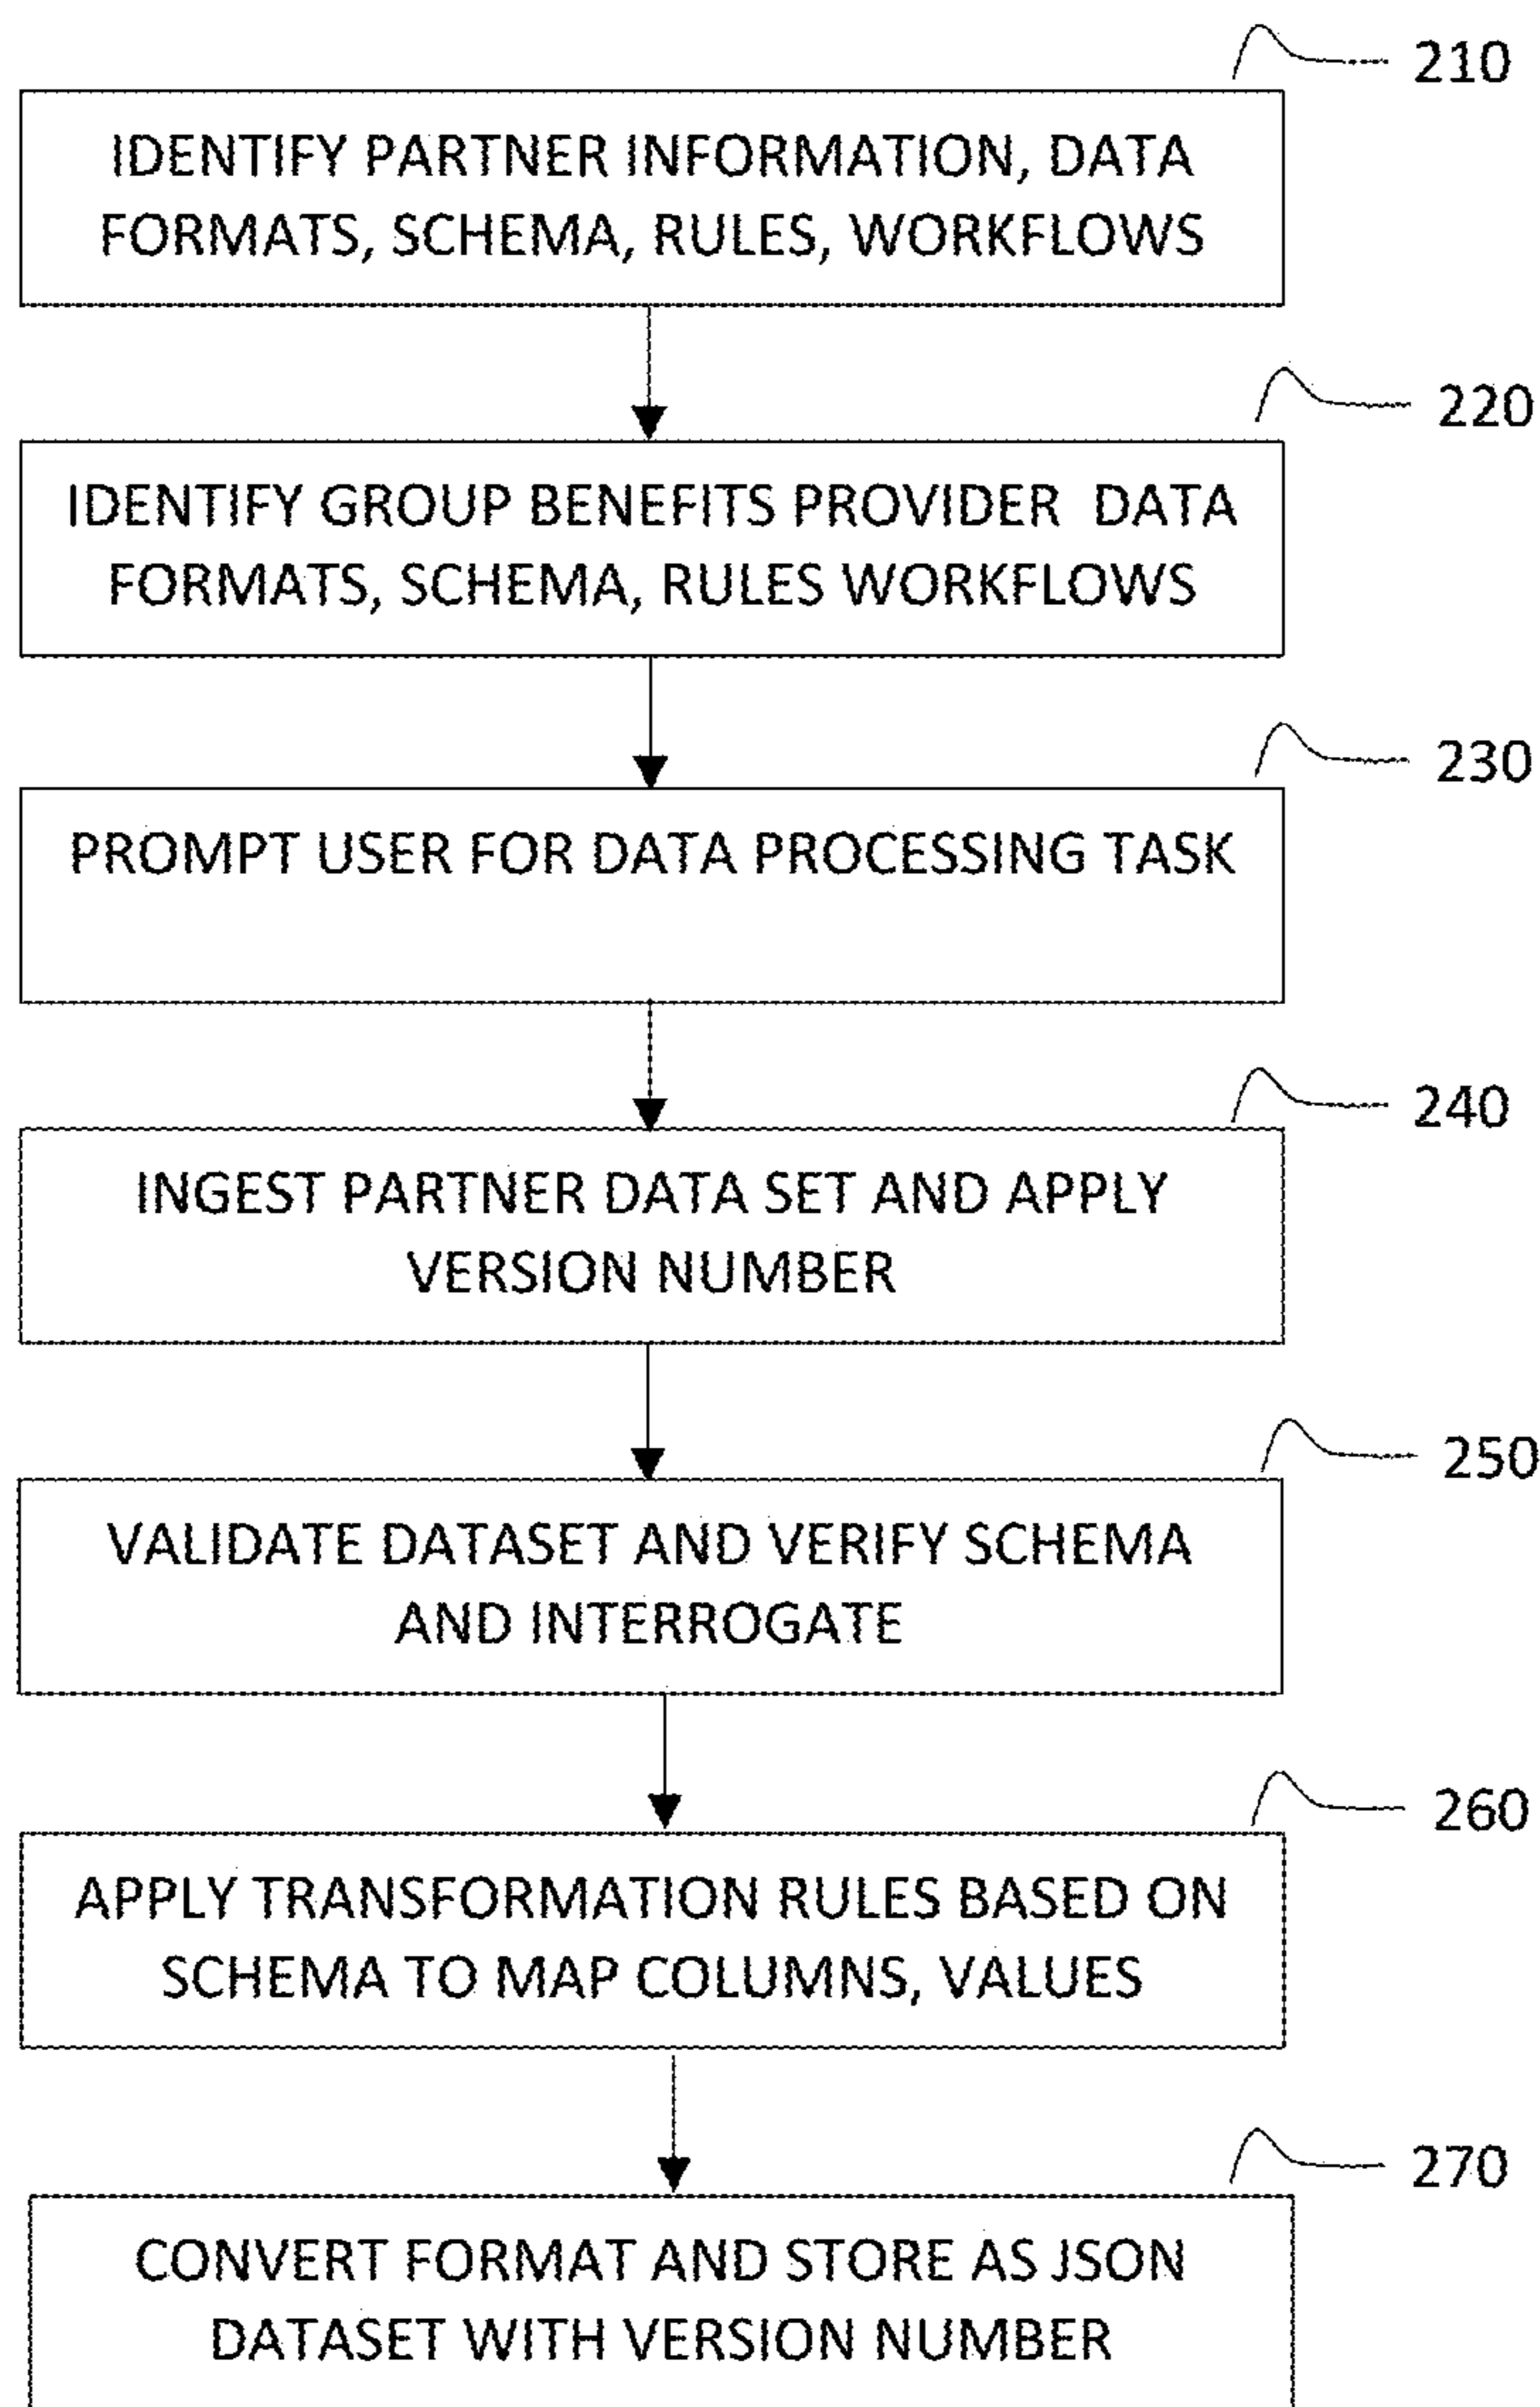 210
IDENTIFY PARTNER INFORMATION, DATA
FORMATS, SCHEMA, RULES, WORKFLOWS
220
IDENTIFY GROUP BENEFITS PROVIDER DATA
FORMATS, SCHEMA, RULES WORKFLOWS
230
PROMPT USER FOR DATA PROCESSING TASK
240
INGEST PARTNER DATA SET AND APPLY
VERSION NUMBER
250
VALIDATE DATASET AND VERIFY SCHEMA
AND INTERROGATE
260
APPLY TRANSFORMATION RULES BASED ON
SCHEMA TO MAP COLUMNS, VALUES
270
CONVERT FORMAT AND STORE AS JSON
DATASET WITH VERSION NUMBER